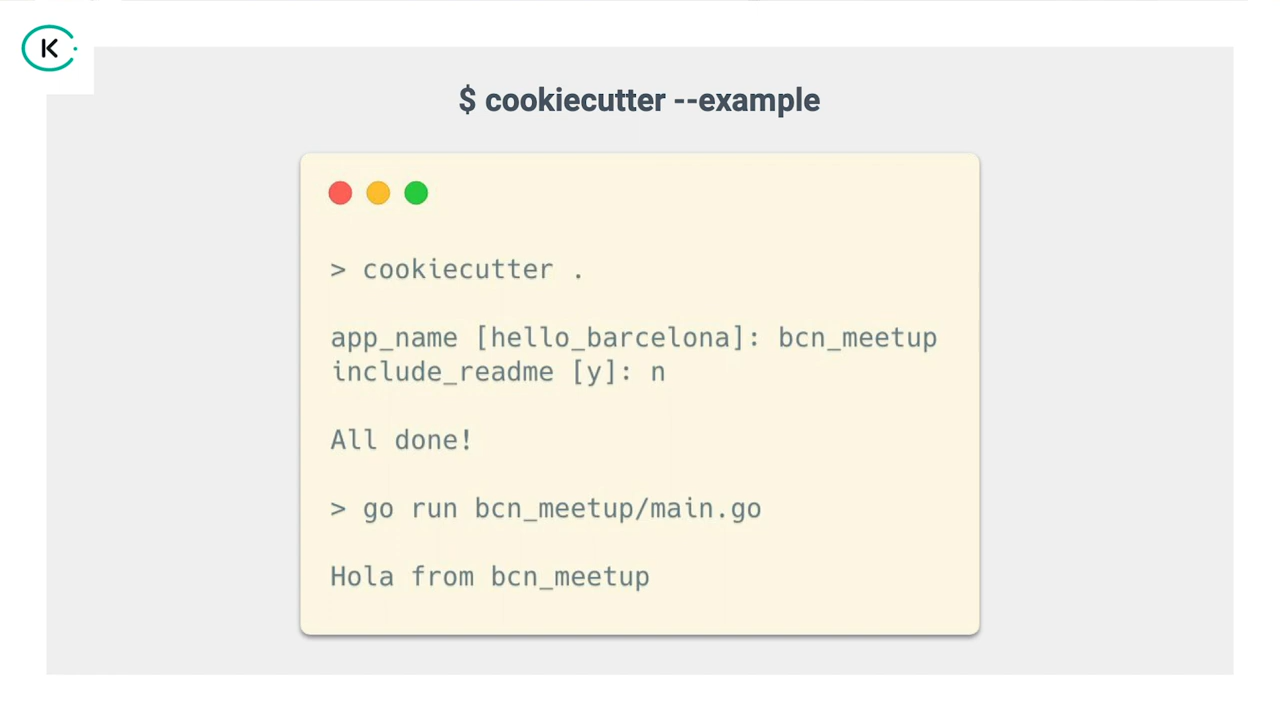 K
$ cookiecutter --example
> cookiecutter .
app_name [hello_barcelona]: bcn_meetup
include_readme [y]: n
All done!
> go run bcn_meetup/main.go
Hola from bcn_meetup